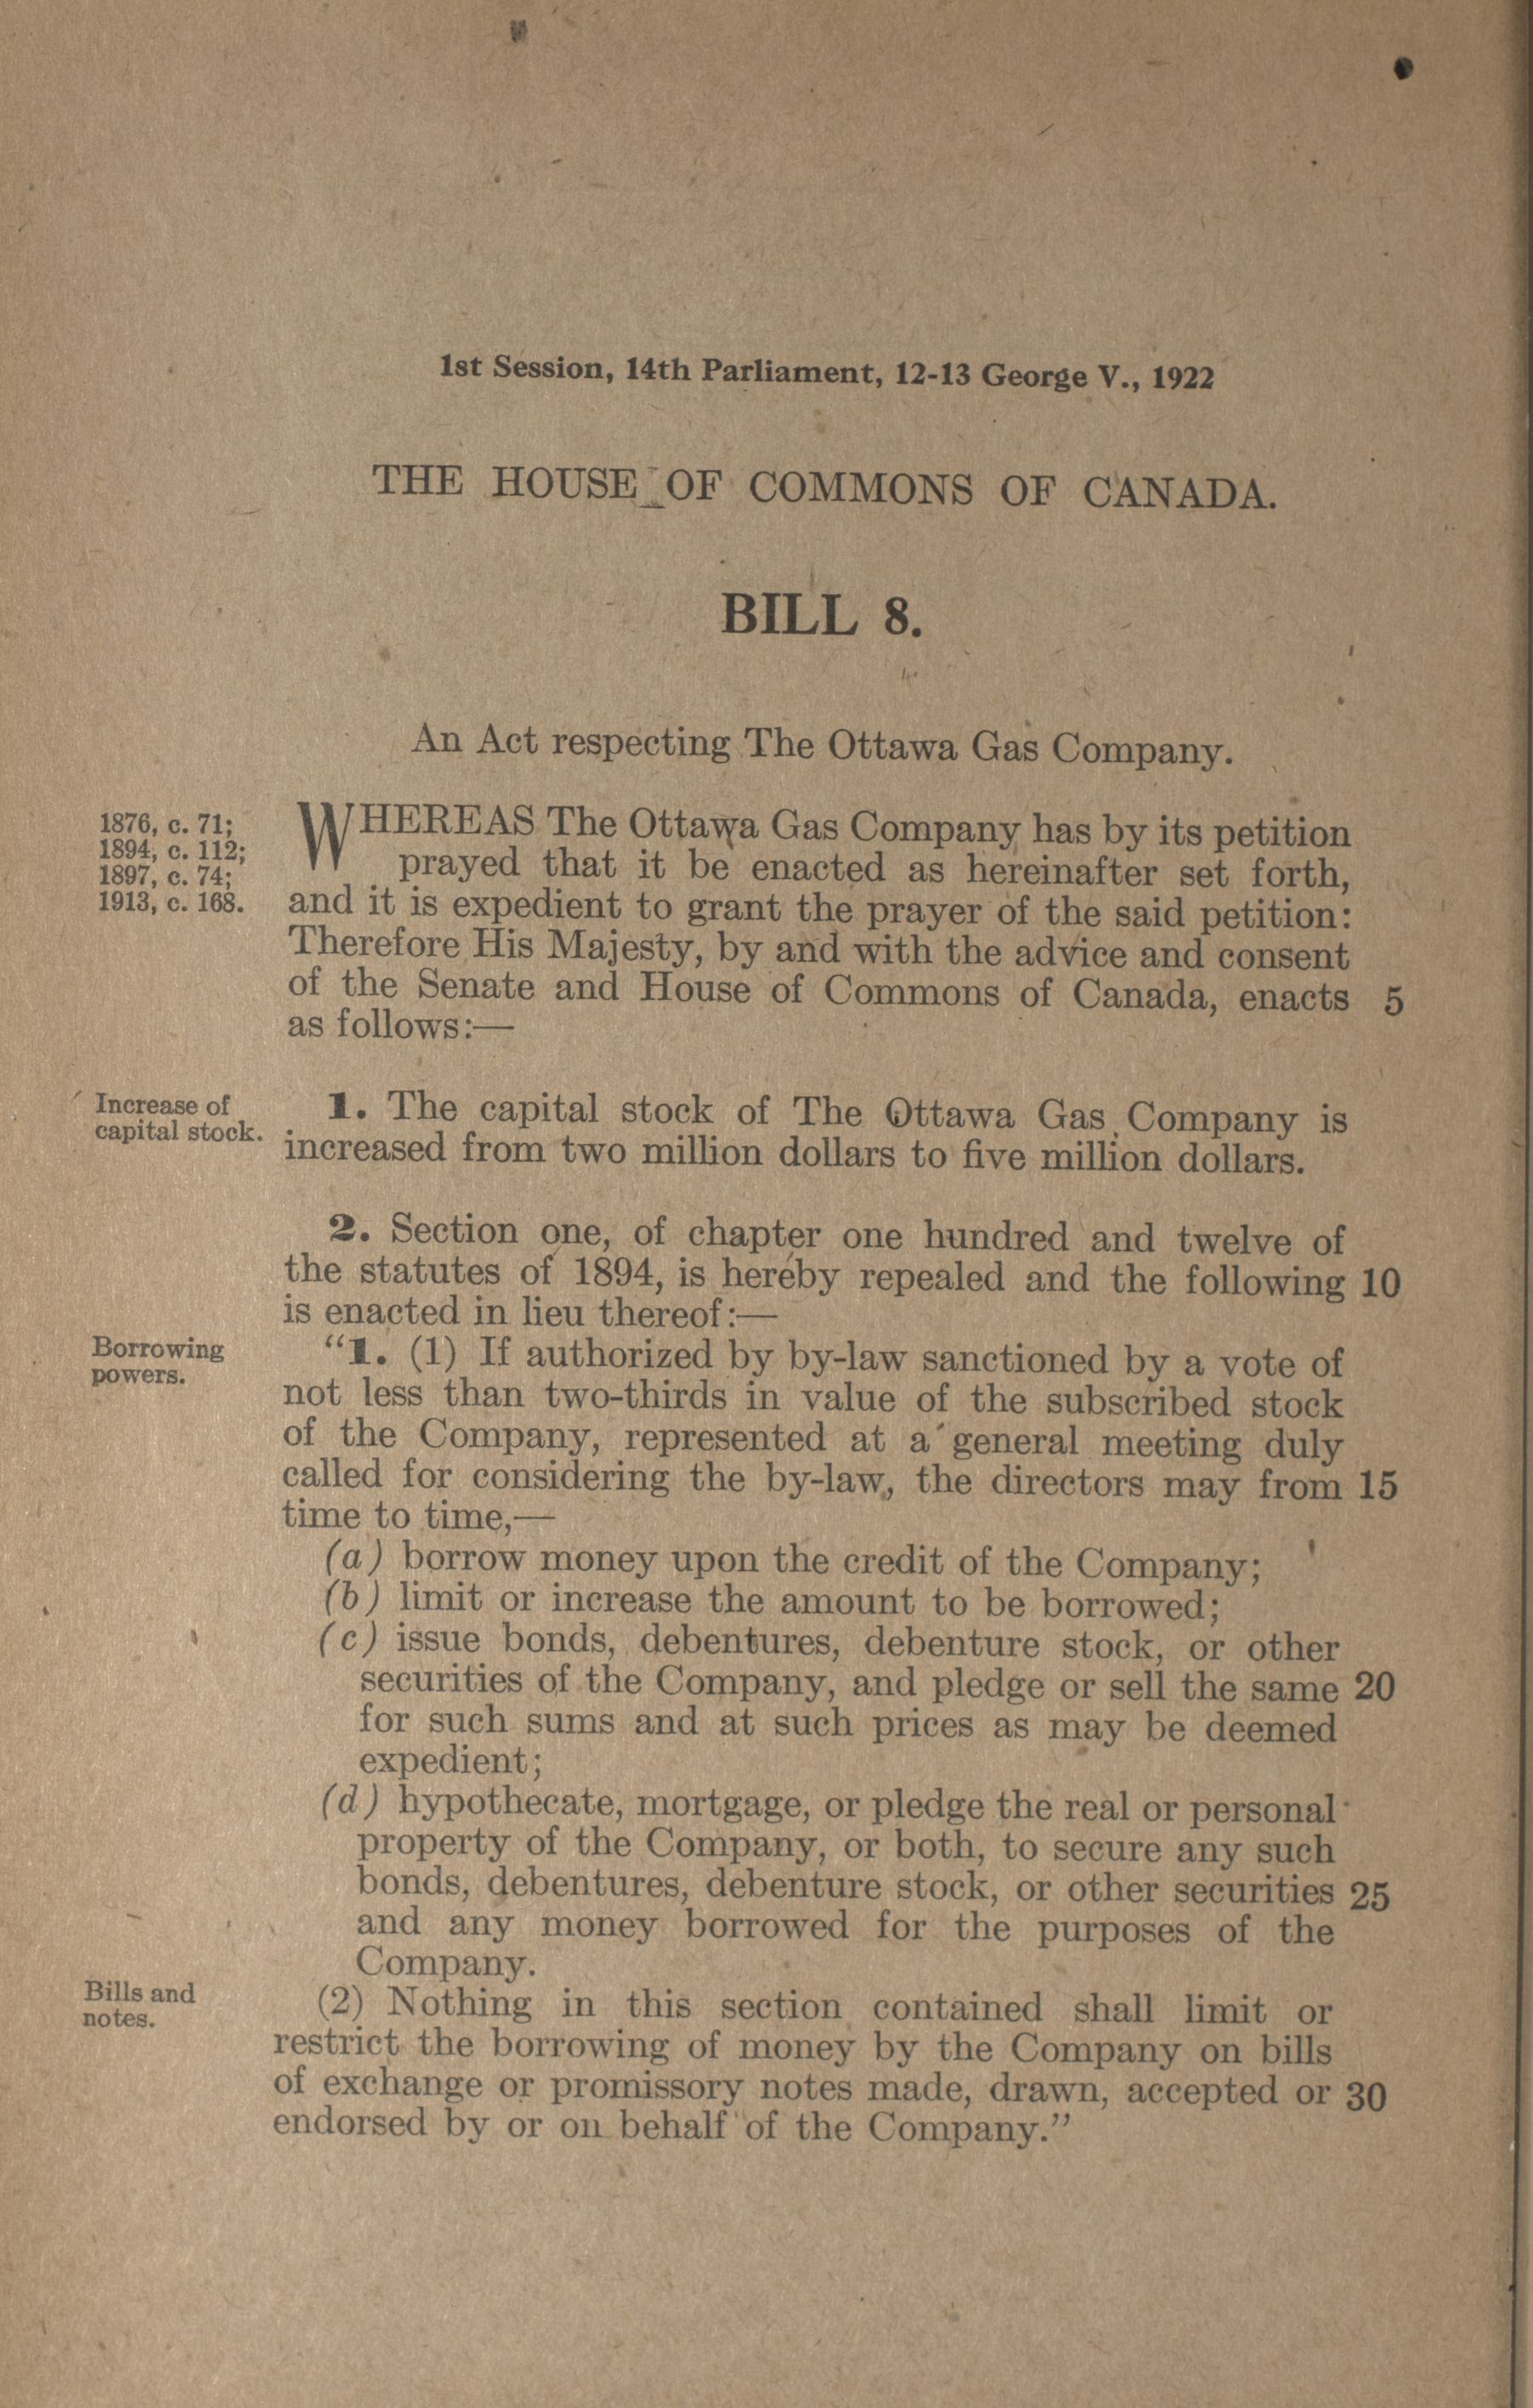 1st Session, 14th Parliament, 12-13 George V., 1922
THE HOUSE OF COMMONS OF CANADA.
BILL 8.
An Act respecting The Ottawa Gas Company.
1876, c. 71;
1894, c. 112;
1897, c. 74;
1913, c. 168.
WHEREAS The Ottawa Gas Company has by its petition
prayed that it be enacted as hereinafter set forth,
and it is expedient to grant the prayer of the said petition:
Therefore His Majesty, by and with the advice and consent
of the Senate and House of Commons of Canada, enacts 5
as follows:—
Increase of
capital stock.
1. The capital stock of The Ottawa Gas Company is
increased from two million dollars to five million dollars.
2. Section one, of chapter one hundred and twelve of
the statutes of 1894, is hereby repealed and the following 10
is enacted in lieu thereof:—
Borrowing
powers.
"1. (1) If authorized by by-law sanctioned by a vote of
not less than two-thirds in value of the subscribed stock
of the Company, represented at a general meeting duly
called for considering the by-law, the directors may from 15
time to time,—
(a) borrow money upon the credit of the Company;
(b) limit or increase the amount to be borrowed;
(c) issue bonds, debentures, debenture stock, or other
securities of the Company, and pledge or sell the same 20
for such sums and at such prices as may be deemed
expedient;
(d) hypothecate, mortgage, or pledge the real or personal
property of the Company, or both, to secure any such
bonds, debentures, debenture stock, or other securities 25
and any money borrowed for the purposes of the
Company.
Bills and
notes.
(2) Nothing in this section contained shall limit or
restrict the borrowing of money by the Company on bills
of exchange or promissory notes made, drawn, accepted or 30
endorsed by or on behalf of the Company."